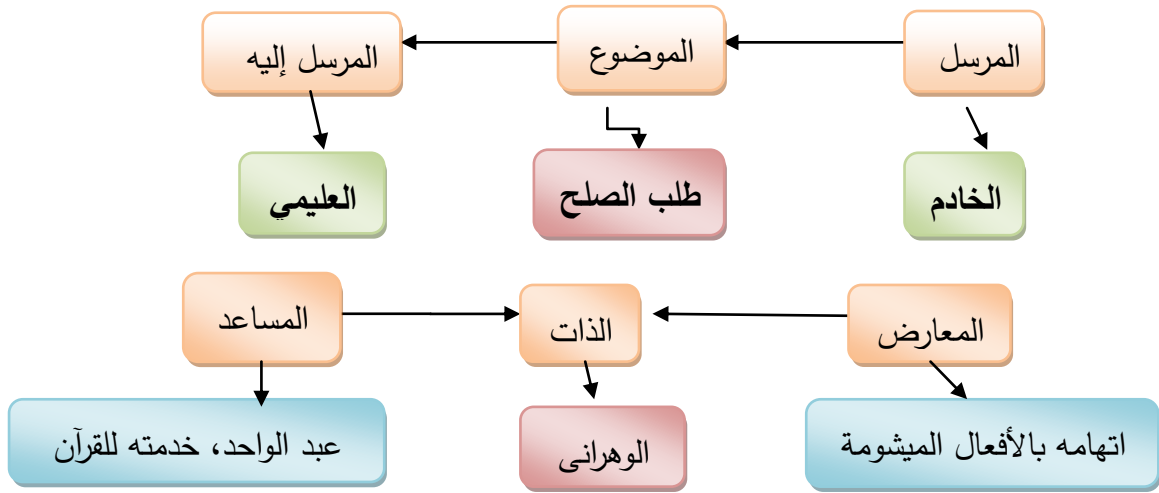 المرسل
الموضوع
المرسل إليه
الخادم
طلب الصلح
العليمي
المعارض
الذات
المساعد
اتهامه بالأفعال الميشومة
الوهرانى
عبد الواحد، خدمته للقرآن